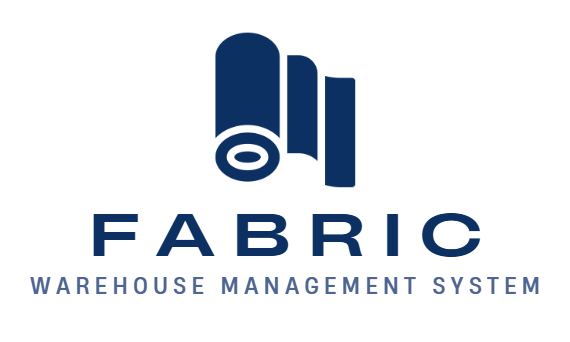 FABRIC
WAREHOUSE MANAGEMENT SYSTEM